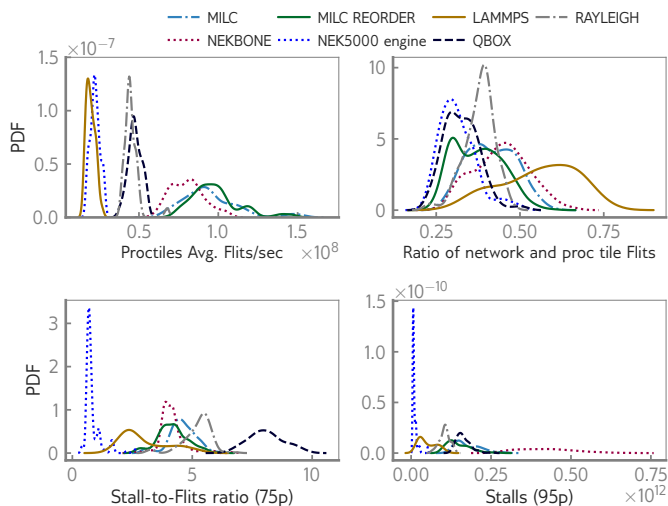 MILC MILC REORDER LAMMPS RAYLEIGH
NEKBONE NEK5000 engine QBOX
×10−7
1.5
1.0
0.5
0.0
PDF
0.5 1.0 1.5
Proctiles Avg. Flits/sec
×10^8
10
5
0
0.25 0.50 0.75
Ratio of network and proc tile Flits
3
2
1
0
PDF
0 5 10
Stall-to-Flits ratio (75p)
×10−10
1.5
1.0
0.5
0.0
0.00 0.25 0.50 0.75
Stalls (95p)
×10^12